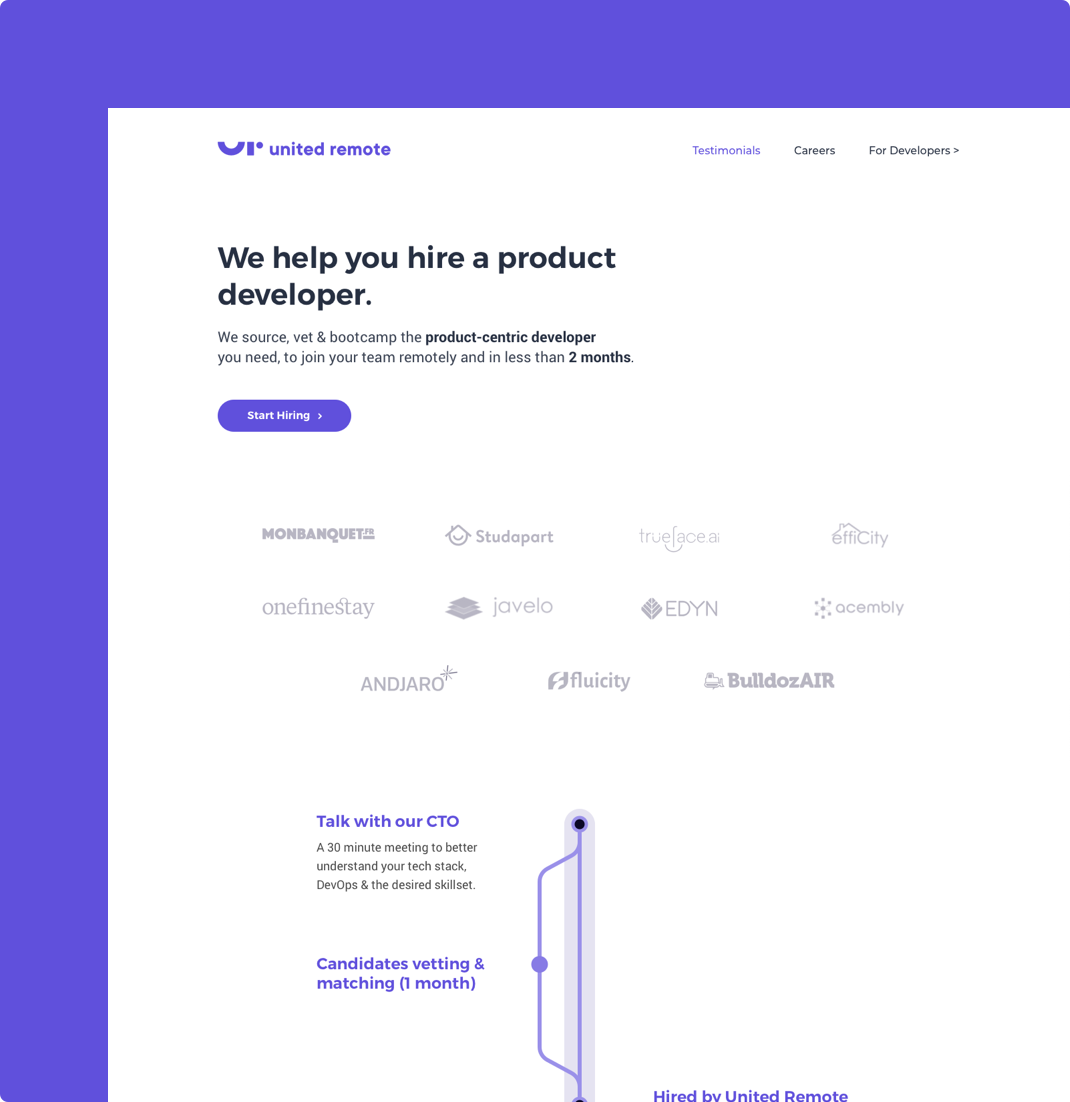 ur united remote
Testimonials Careers For Developers >
We help you hire a product
developer.
We source, vet & bootcamp the product-centric developer
you need, to join your team remotely and in less than 2 months.
Start Hiring >
MONBANQUET.FR Studapart trueface.ai efficity
onefinestay javelo EDYN acembly
ANDJARO fluicity BulldozAIR
Talk with our CTO
A 30 minute meeting to better
understand your tech stack,
DevOps & the desired skillset.
Candidates vetting &
matching (1 month)
Hired by United Remote